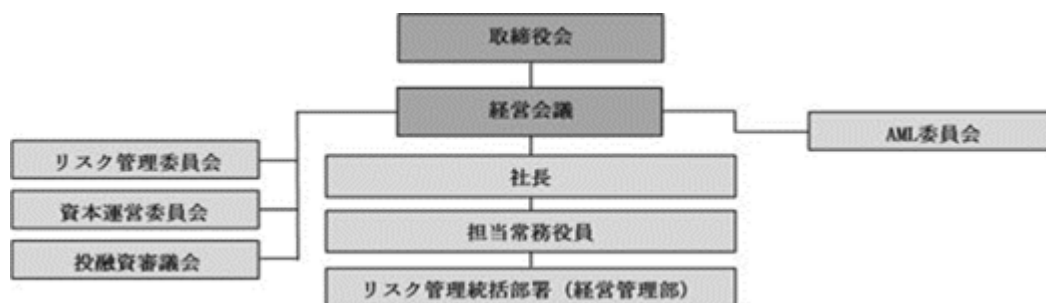 取締役会
経営会議
AML委員会
リスク管理委員会
社長
資本運営委員会
担当常務役員
投融資審議会
リスク管理統括部署（経営管理部）